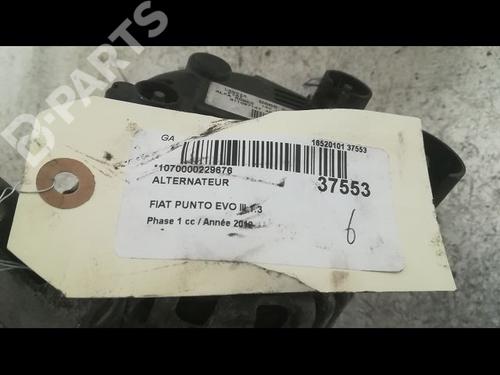 B-PARTS
GA
18520101 37553
*1070000229676
ALTERNATEUR
37553
FIAT PUNTO EVO III 1.3
Phase 1 cc / Année 2010
6